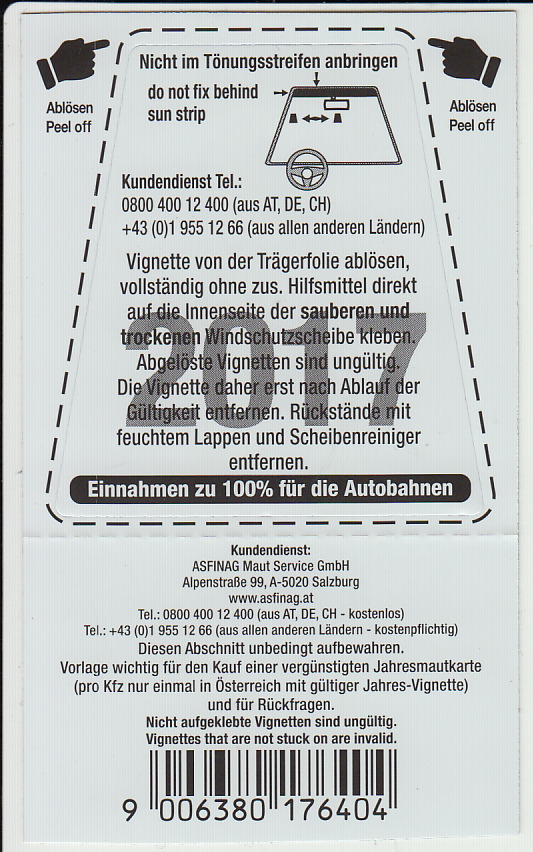 Nicht im Tönungsstreifen anbringen
Ablösen
Peel off
do not fix behind
sun strip
Ablösen
Peel off
Kundendienst Tel.:
0800 400 12 400 (aus AT, DE, CH)
+43 (0)1 955 12 66 (aus allen anderen Ländern)
2017
Vignette von der Trägerfolie ablösen,
vollständig ohne zus. Hilfsmittel direkt
auf die Innenseite der sauberen und
trockenen Windschutzscheibe kleben.
Abgelöste Vignetten sind ungültig.
Die Vignette daher erst nach Ablauf der
Gültigkeit entfernen. Rückstände mit
feuchtem Lappen und Scheibenreiniger
entfernen.
Einnahmen zu 100% für die Autobahnen
Kundendienst:
ASFINAG Maut Service GmbH
Alpenstraße 99, A-5020 Salzburg
www.asfinag.at
Tel.: 0800 400 12 400 (aus AT, DE, CH - kostenlos)
Tel.: +43 (0)1 955 12 66 (aus allen anderen Ländern - kostenpflichtig)
Diesen Abschnitt unbedingt aufbewahren.
Vorlage wichtig für den Kauf einer vergünstigten Jahresmautkarte
(pro Kfz nur einmal in Österreich mit gültiger Jahres-Vignette)
und für Rückfragen.
Nicht aufgeklebte Vignetten sind ungültig.
Vignettes that are not stuck on are invalid.
9 006380 176404